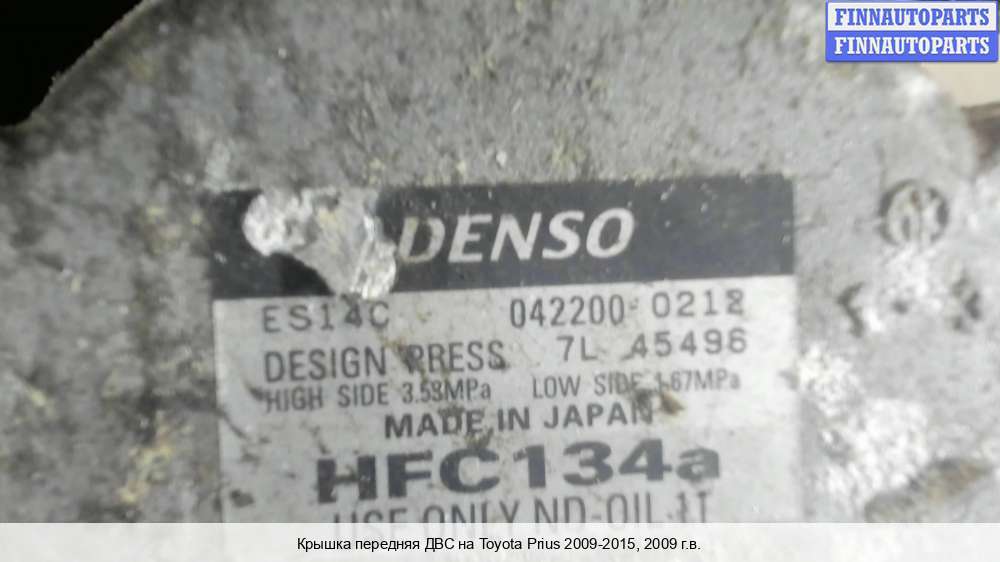 FINNAUTOPARTS
FINNAUTOPARTS
DENSO
ES14C 042200-0212
DESIGN PRESS 7L 45496
HIGH SIDE 3.53MPa LOW SIDE 1.67MPa
MADE IN JAPAN
HFC134a
USE ONLY ND-OIL 11
Крышка передняя ДВС на Toyota Prius 2009-2015, 2009 г.в.